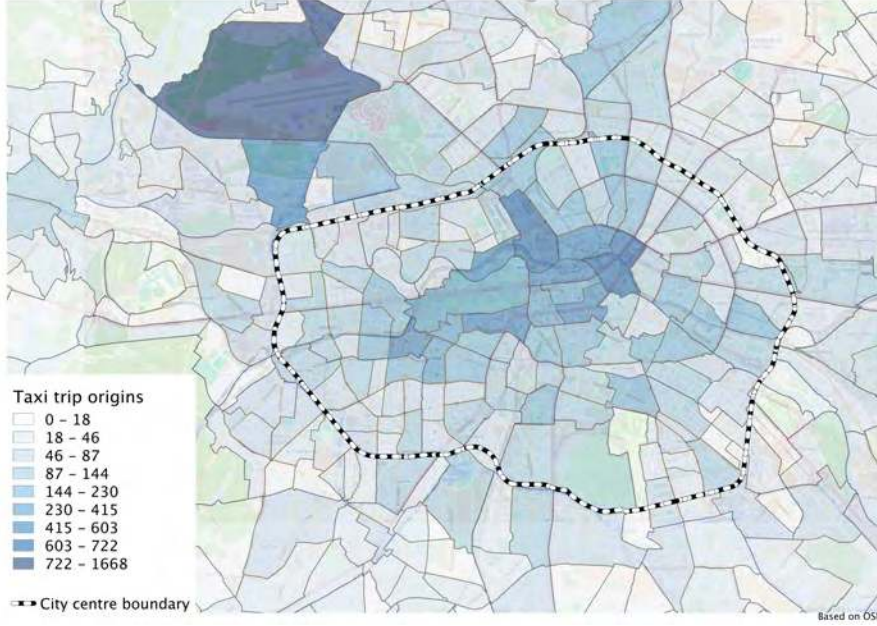 Taxi trip origins
0 – 18
18 – 46
46 – 87
87 – 144
144 – 230
230 – 415
415 – 603
603 – 722
722 – 1668
City centre boundary
Based on